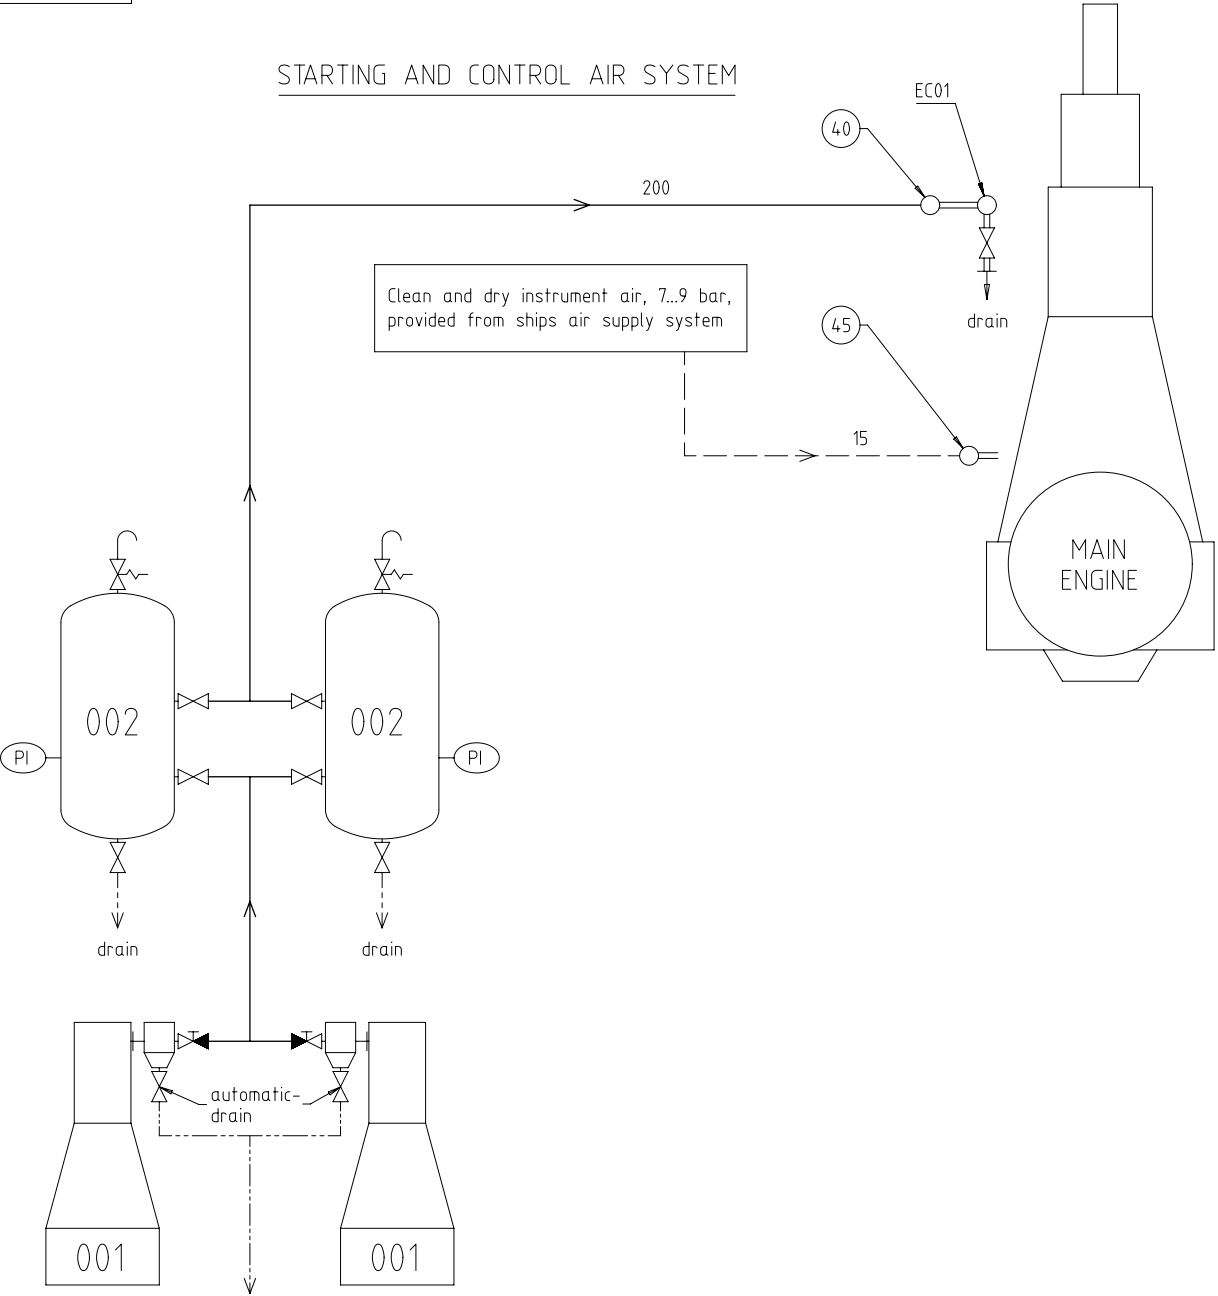 STARTING AND CONTROL AIR SYSTEM
EC01
40
200
Clean and dry instrument air, 7...9 bar,
provided from ships air supply system
drain
45
15
MAIN
ENGINE
002
002
PI
PI
drain
drain
automatic-
drain
001
001